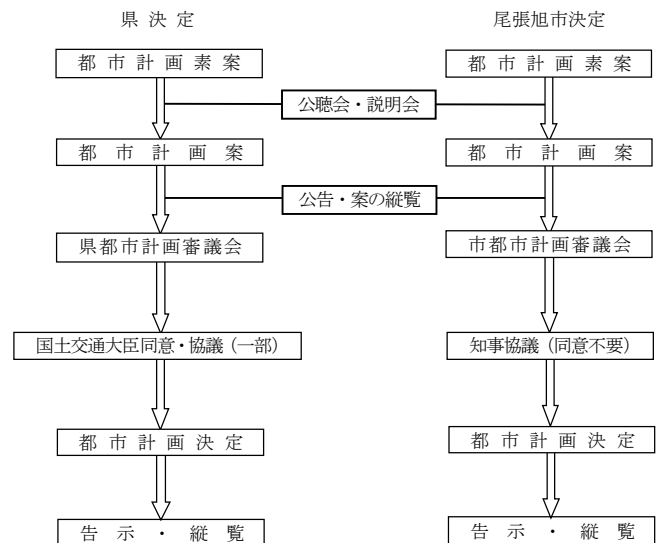 県決定
尾張旭市決定
都市計画素案
都市計画素案
公聴会・説明会
都市計画案
都市計画案
公告・案の縦覧
県都市計画審議会
市都市計画審議会
国土交通大臣同意・協議（一部）
知事協議（同意不要）
都市計画決定
都市計画決定
告示・縦覧
告示・縦覧